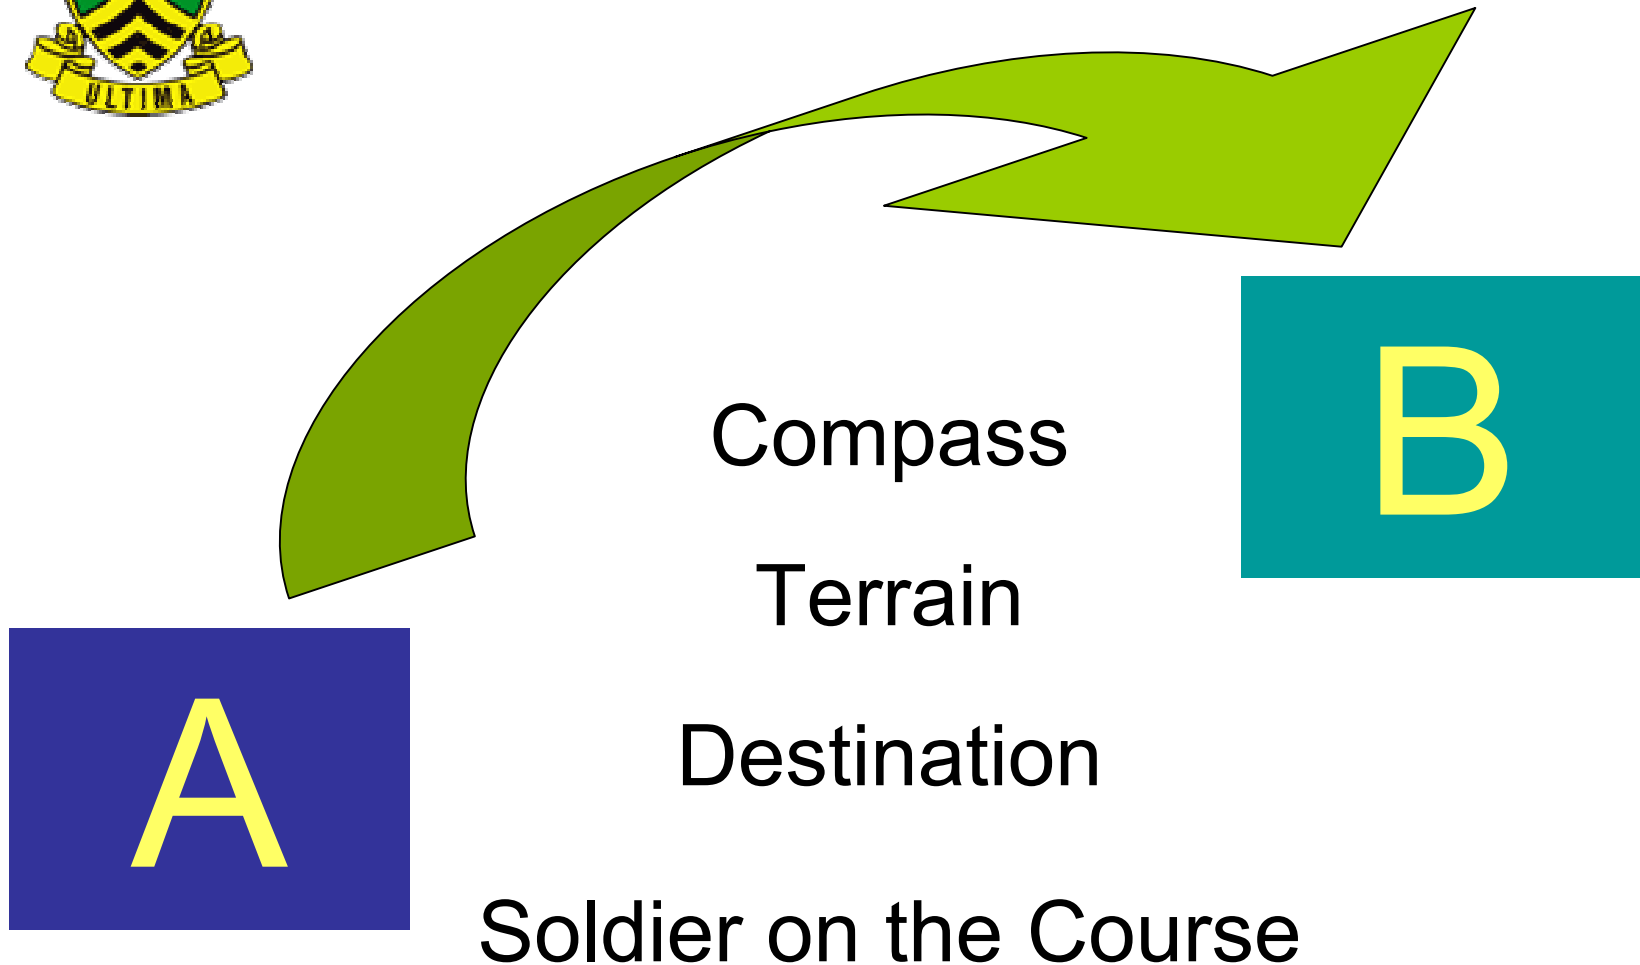 ULTIMA
Compass
B
Terrain
A
Destination
Soldier on the Course